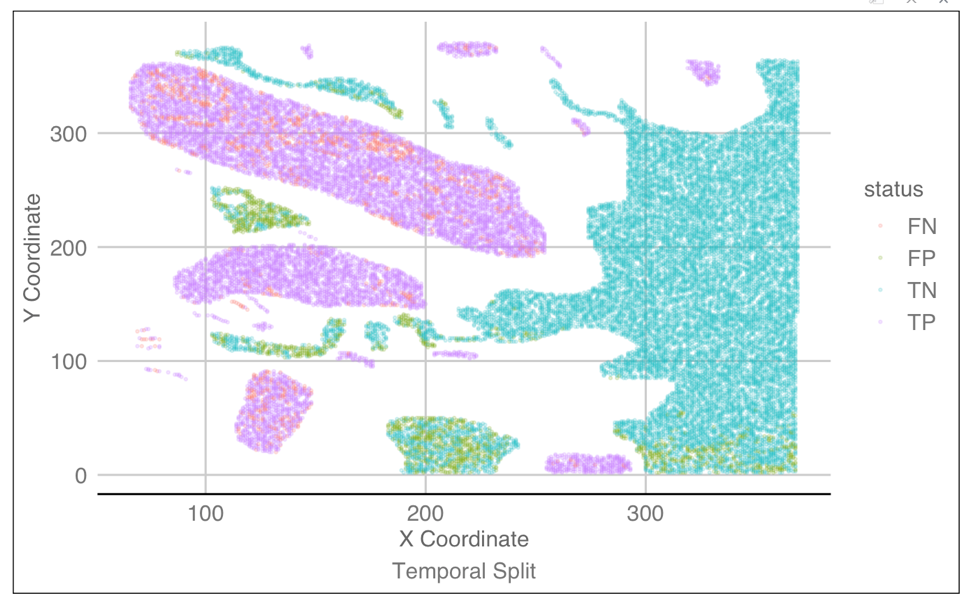 300
200
100
0
Y Coordinate
100
200
300
X Coordinate
Temporal Split
status
FN
FP
TN
TP